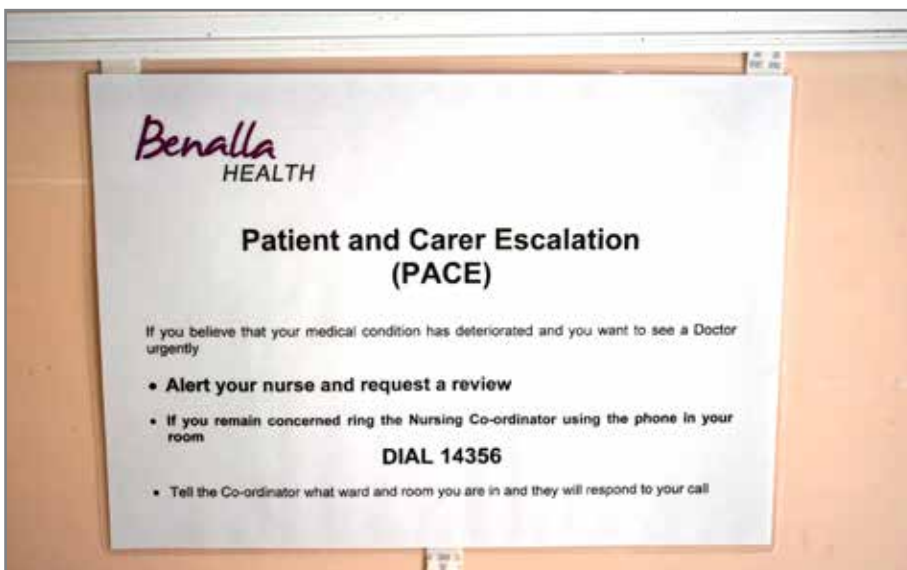 Benalla
HEALTH
Patient and Carer Escalation
(PACE)
If you believe that your medical condition has deteriorated and you want to see a Doctor
urgently
• Alert your nurse and request a review
• If you remain concerned ring the Nursing Co-ordinator using the phone in your
room
DIAL 14356
• Tell the Co-ordinator what ward and room you are in and they will respond to your call